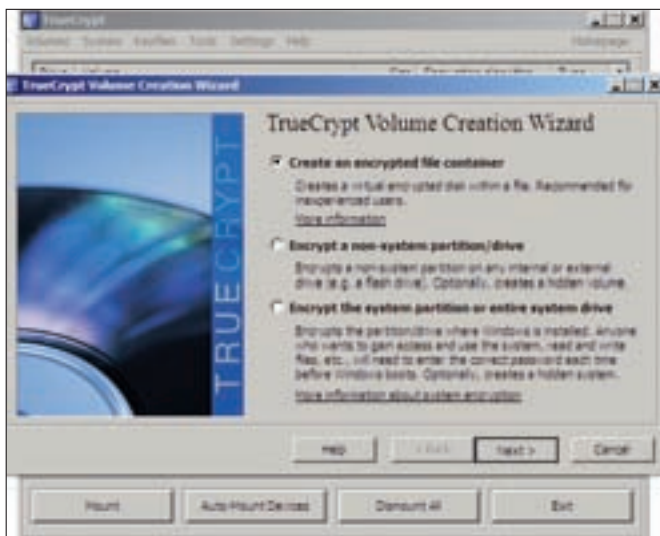 TrueCrypt
Volumes System Keyfiles Tools Settings Help Homepage
TrueCrypt Volume Creation Wizard
TRUECRYPT
TrueCrypt Volume Creation Wizard
Create an encrypted file container
Creates a virtual encrypted disk within a file. Recommended for
inexperienced users.
More information
Encrypt a non-system partition/drive
Encrypts a non-system partition on any internal or external
drive (e.g. a flash drive). Optionally, creates a hidden volume.
Encrypt the system partition or entire system drive
Encrypts the partition/drive where Windows is installed. Anyone
who wants to gain access and use the system, read and write
files, etc., will need to enter the correct password each time
before Windows boots. Optionally, creates a hidden system.
More information about system encryption
Help < Back Next > Cancel
Mount Auto-Mount Devices Dismount All Exit